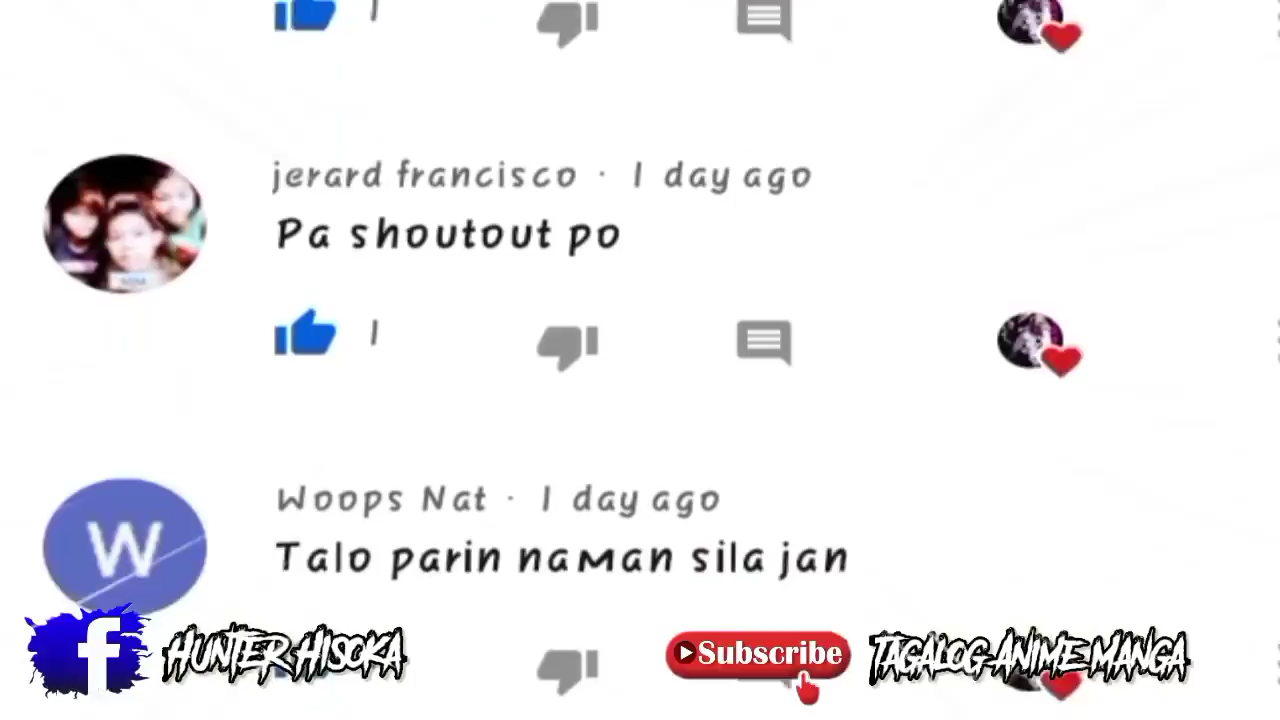 1
jerard francisco · 1 day ago
Pa shoutout po
1
W
Woops Nat · 1 day ago
Talo parin naman sila jan
f HUNTER HISOKA
Subscribe TAGALOG ANIME MANGA